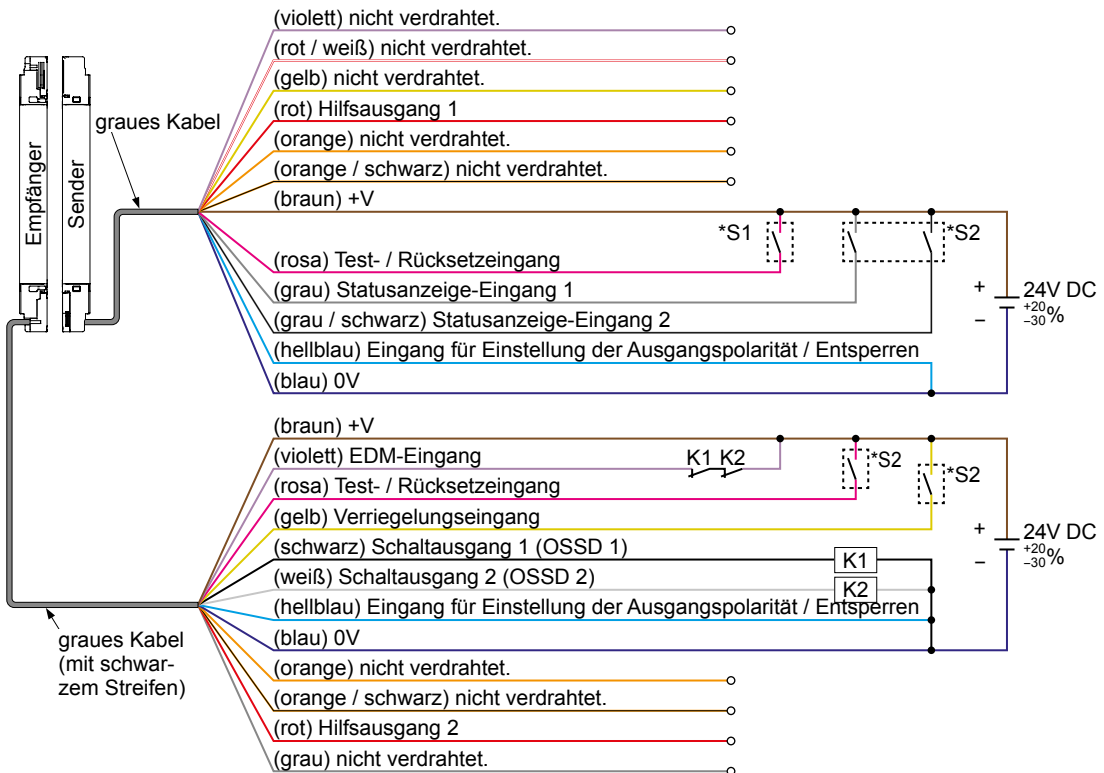 (violett) nicht verdrahtet.
(rot / weiß) nicht verdrahtet.
(gelb) nicht verdrahtet.
(rot) Hilfsausgang 1
(orange) nicht verdrahtet.
(orange / schwarz) nicht verdrahtet.
(braun) +V
graues Kabel
Empfänger
Sender
*S1
*S2
(rosa) Test- / Rücksetzeingang
(grau) Statusanzeige-Eingang 1
(grau / schwarz) Statusanzeige-Eingang 2
(hellblau) Eingang für Einstellung der Ausgangspolarität / Entsperren
(blau) 0V
+
24V DC
+20
–30 %
–
(braun) +V
(violett) EDM-Eingang
K1 K2
*S2
*S2
(rosa) Test- / Rücksetzeingang
(gelb) Verriegelungseingang
(schwarz) Schaltausgang 1 (OSSD 1)
K1
(weiß) Schaltausgang 2 (OSSD 2)
K2
(hellblau) Eingang für Einstellung der Ausgangspolarität / Entsperren
(blau) 0V
+
24V DC
+20
–30 %
–
graues Kabel
(mit schwar-
zem Streifen)
(orange) nicht verdrahtet.
(orange / schwarz) nicht verdrahtet.
(rot) Hilfsausgang 2
(grau) nicht verdrahtet.